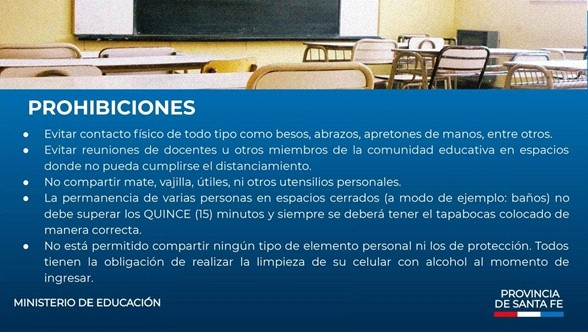 PROHIBICIONES
● Evitar contacto físico de todo tipo como besos, abrazos, apretones de manos, entre otros.
● Evitar reuniones de docentes u otros miembros de la comunidad educativa en espacios
donde no pueda cumplirse el distanciamiento.
● No compartir mate, vajilla, útiles, ni otros utensilios personales.
● La permanencia de varias personas en espacios cerrados (a modo de ejemplo: baños) no
debe superar los QUINCE (15) minutos y siempre se deberá tener el tapabocas colocado de
manera correcta.
● No está permitido compartir ningún tipo de elemento personal ni los de protección. Todos
tienen la obligación de realizar la limpieza de su celular con alcohol al momento de
ingresar.
MINISTERIO DE EDUCACIÓN
PROVINCIA
DE SANTA FE